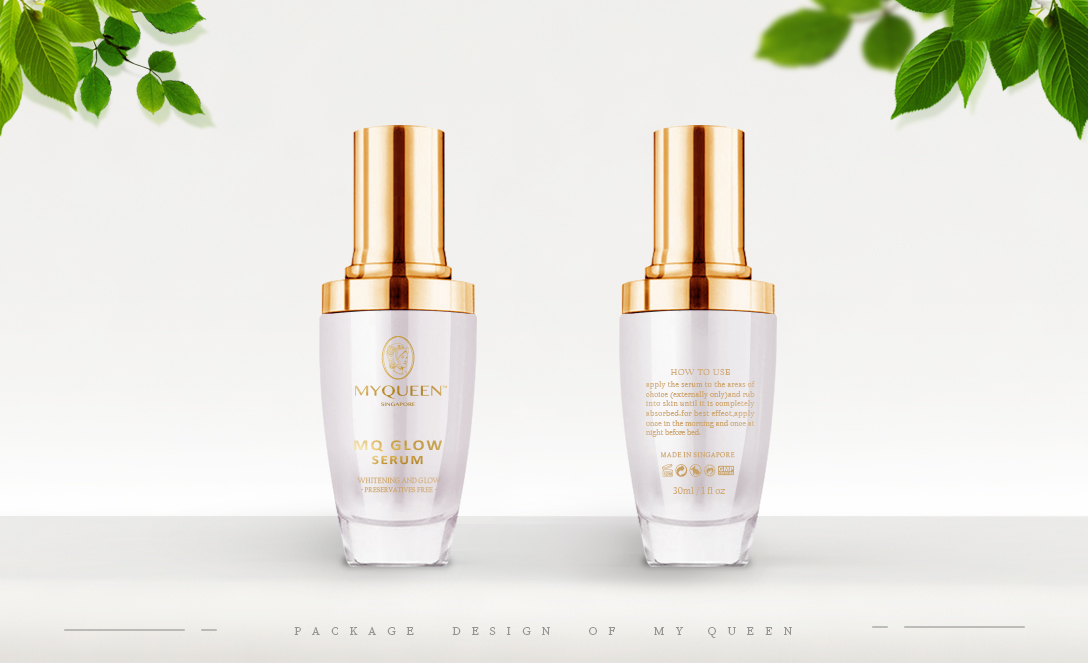 MYQUEEN™
SINGAPORE
MQ GLOW
SERUM
WHITENING AND GLOW
- PRESERVATIVES FREE -
HOW TO USE
apply the serum to the areas of
choice (externally only)and rub
into skin until it is completely
absorbed.for best effect,apply
once in the morning and once at
night before bed.
MADE IN SINGAPORE
GMP
30ml / 1 fl oz
PACKAGE DESIGN OF MY QUEEN